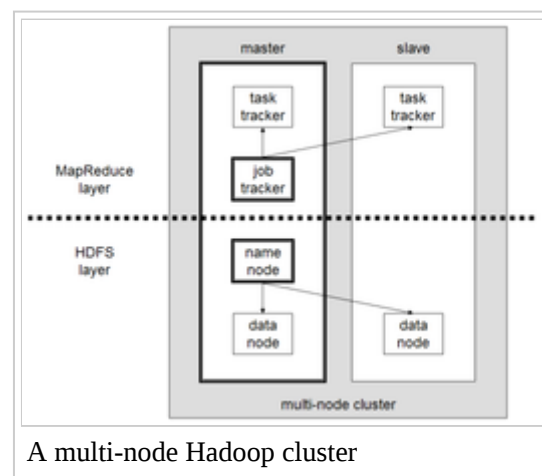 master
slave
task
tracker
task
tracker
MapReduce
layer
job
tracker
HDFS
layer
name
node
data
node
data
node
multi-node cluster
A multi-node Hadoop cluster